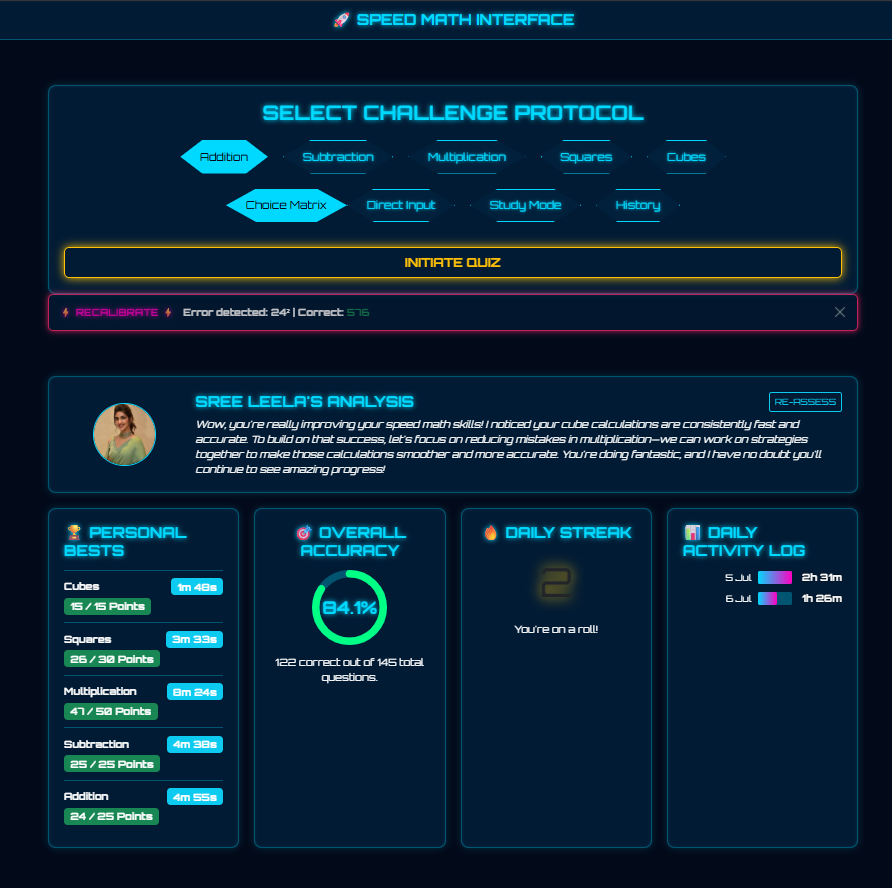 🚀 SPEED MATH INTERFACE
SELECT CHALLENGE PROTOCOL
Addition Subtraction Multiplication Squares Cubes
Choice Matrix Direct Input Study Mode History
INITIATE QUIZ
⚡ RECALIBRATE ⚡ Error detected: 24² | Correct: 576
SREE LEELA'S ANALYSIS
RE-ASSESS
Wow, you're really improving your speed math skills! I noticed your cube calculations are consistently fast and
accurate. To build on that success, let's focus on reducing mistakes in multiplication—we can work on strategies
together to make those calculations smoother and more accurate. You're doing fantastic, and I have no doubt you'll
continue to see amazing progress!
🏆 PERSONAL
BESTS
Cubes 1m 48s
15 / 15 Points
Squares 3m 33s
26 / 30 Points
Multiplication 8m 24s
47 / 50 Points
Subtraction 4m 38s
25 / 25 Points
Addition 4m 55s
24 / 25 Points
🎯 OVERALL
ACCURACY
84.1%
122 correct out of 145 total
questions.
🔥 DAILY STREAK
2
You're on a roll!
📊 DAILY
ACTIVITY LOG
5 Jul 2h 31m
6 Jul 1h 26m